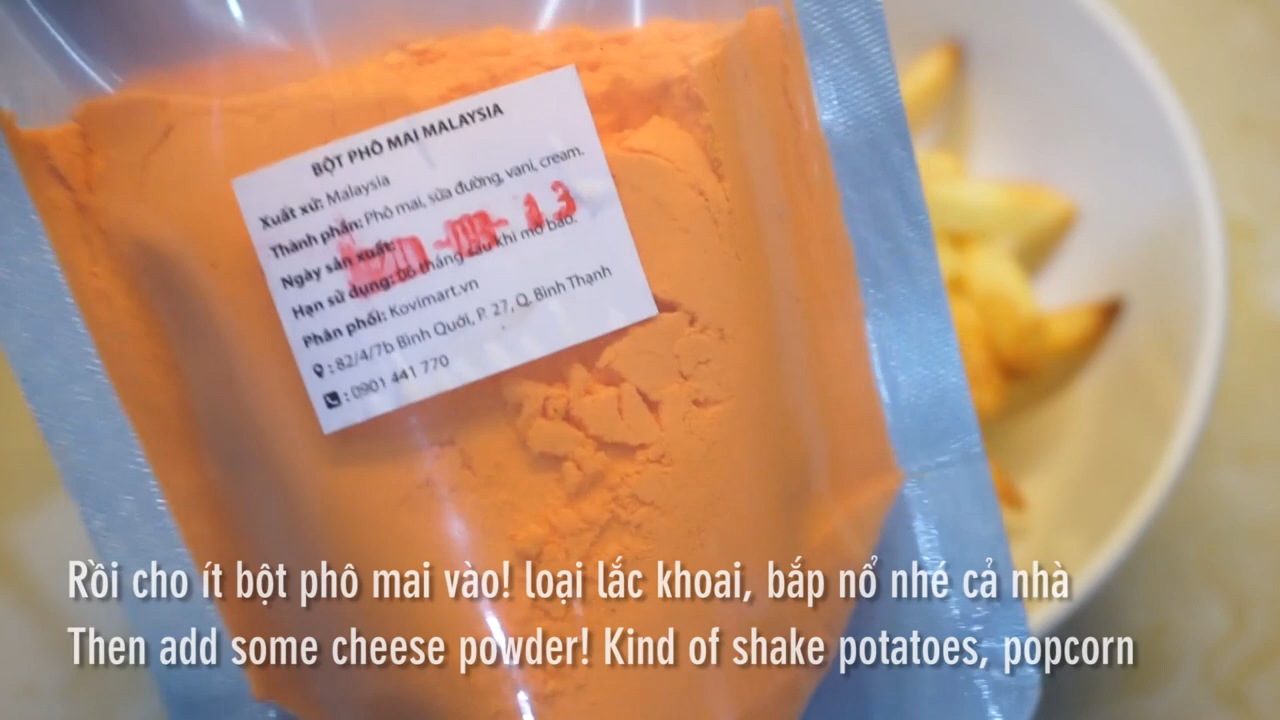 BỘT PHÔ MAI MALAYSIA
Xuất xứ: Malaysia
Thành phần: Phô mai, sữa đường, vani, cream.
Ngày sản xuất:
Hạn sử dụng: 06 tháng sau khi mở bao.
Phân phối: Kovimart.vn
: 82/4/7b Bình Quới, P. 27, Q. Bình Thạnh
: 0901 441 770
Rồi cho ít bột phô mai vào! loại lắc khoai, bắp nổ nhé cả nhà
Then add some cheese powder! Kind of shake potatoes, popcorn